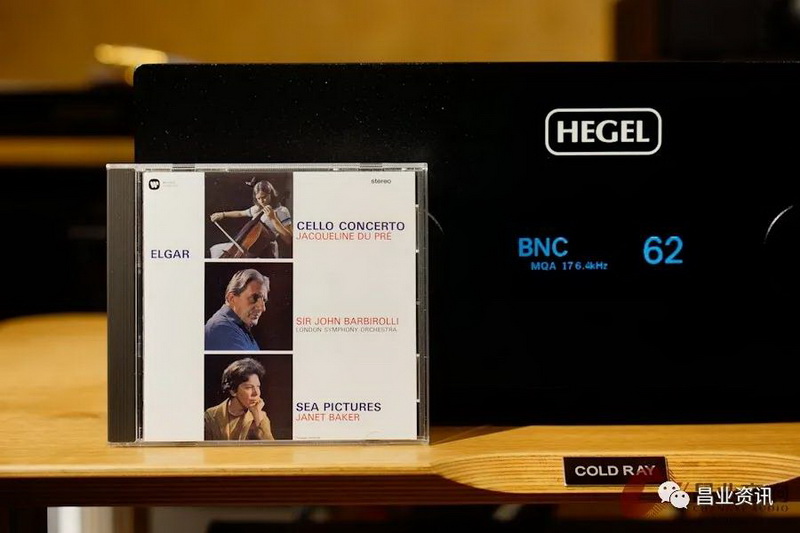 HEGEL
BNC 62
MQA 176.4kHz
stereo
CELLO CONCERTO
JACQUELINE DU PRÉ
ELGAR
SIR JOHN BARBIROLLI
LONDON SYMPHONY ORCHESTRA
SEA PICTURES
JANET BAKER
COLD RAY
昌业资讯